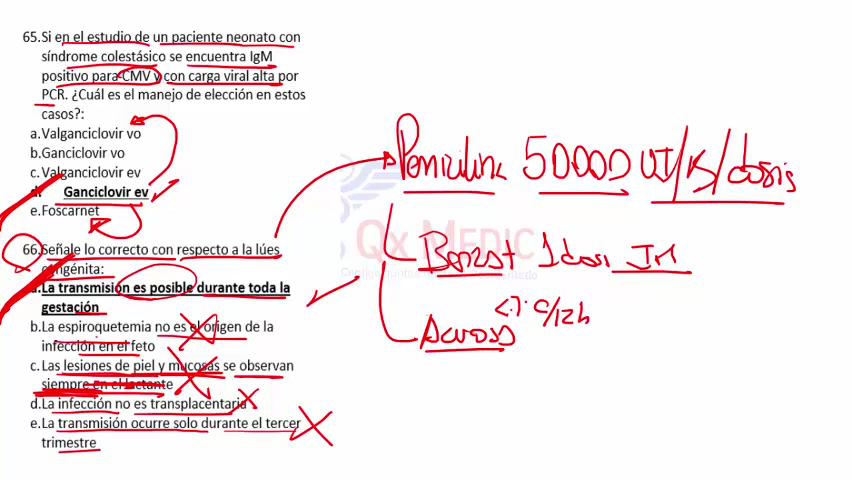 65.Si en el estudio de un paciente neonato con
síndrome colestásico se encuentra IgM
positivo para CMV y con carga viral alta por
PCR. ¿Cuál es el manejo de elección en estos
casos?:
a.Valganciclovir vo
b.Ganciclovir vo
c.Valganciclovir ev
d. Ganciclovir ev
e.Foscarnet
66.Señale lo correcto con respecto a la lúes
congénita:
a.La transmisión es posible durante toda la
gestación
b.La espiroquetemia no es el origen de la
infección en el feto
c.Las lesiones de piel y mucosas se observan
siempre en el lactante
d.La infección no es transplacentaria
e.La transmisión ocurre solo durante el tercer
trimestre
Penicilina 50000 UI/K/dosis
Benzat 1 dosis IM
Acuosa <7· c/12h
Qx MEDIC